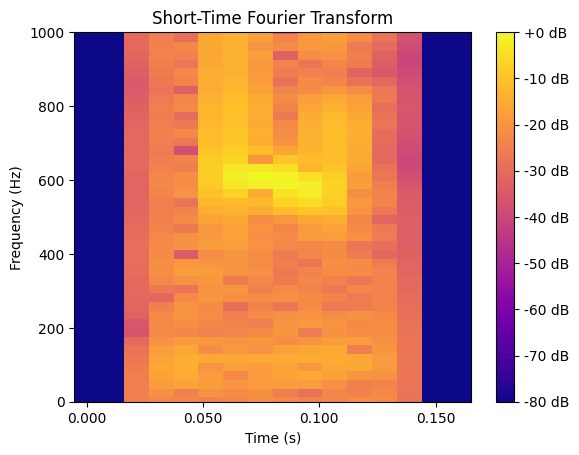 Short-Time Fourier Transform
1000
800
600
400
200
0
Frequency (Hz)
0.000
0.050
0.100
0.150
Time (s)
+0 dB
-10 dB
-20 dB
-30 dB
-40 dB
-50 dB
-60 dB
-70 dB
-80 dB